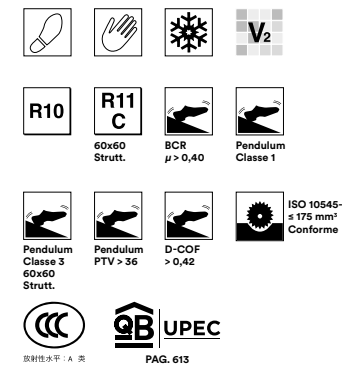 V2
R10
R11
C
60x60
Strutt.
BCR
μ > 0,40
Pendulum
Classe 1
Pendulum
Classe 3
60x60
Strutt.
Pendulum
PTV > 36
D-COF
> 0,42
ISO 10545-
≤ 175 mm³
Conforme
CCC
放射性水平：A 类
QB UPEC
PAG. 613